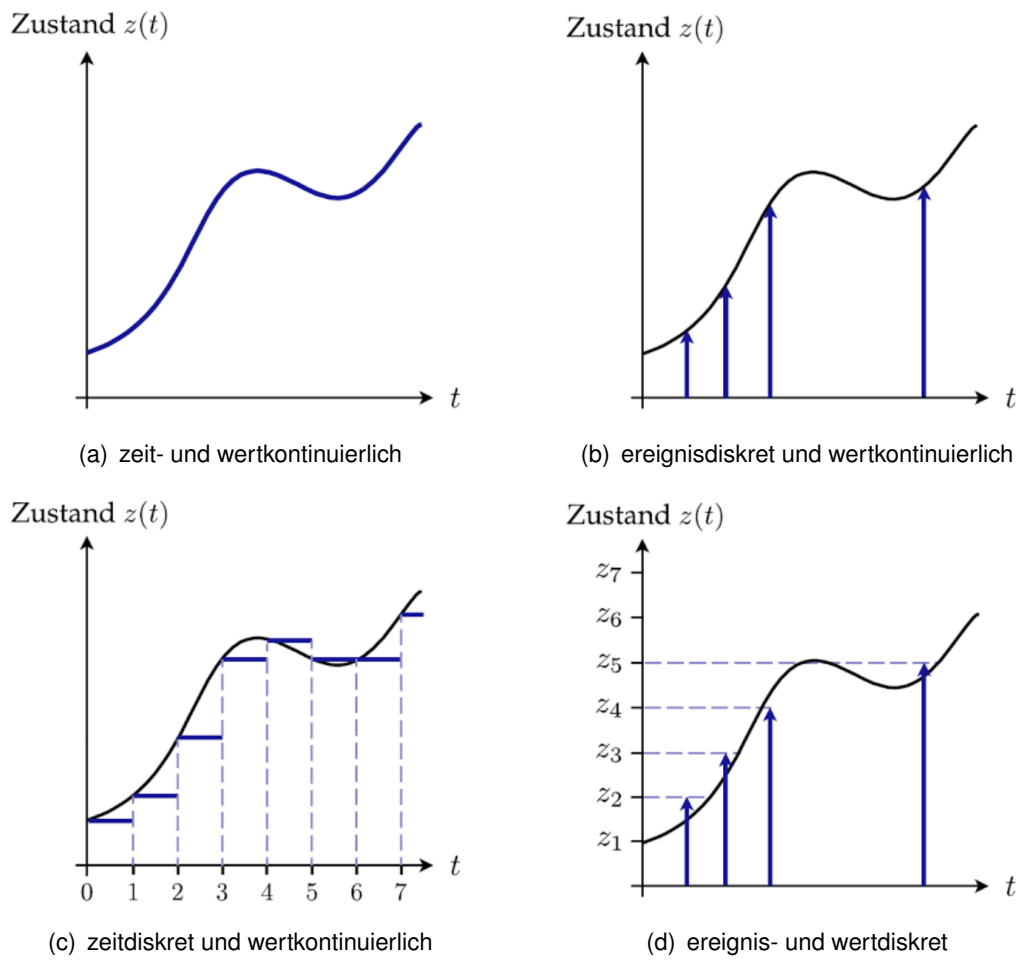 Zustand z(t)
t
(a) zeit- und wertkontinuierlich
Zustand z(t)
t
(b) ereignisdiskret und wertkontinuierlich
Zustand z(t)
t
0 1 2 3 4 5 6 7
(c) zeitdiskret und wertkontinuierlich
Zustand z(t)
z₇
z₆
z₅
z₄
z₃
z₂
z₁
t
(d) ereignis- und wertdiskret